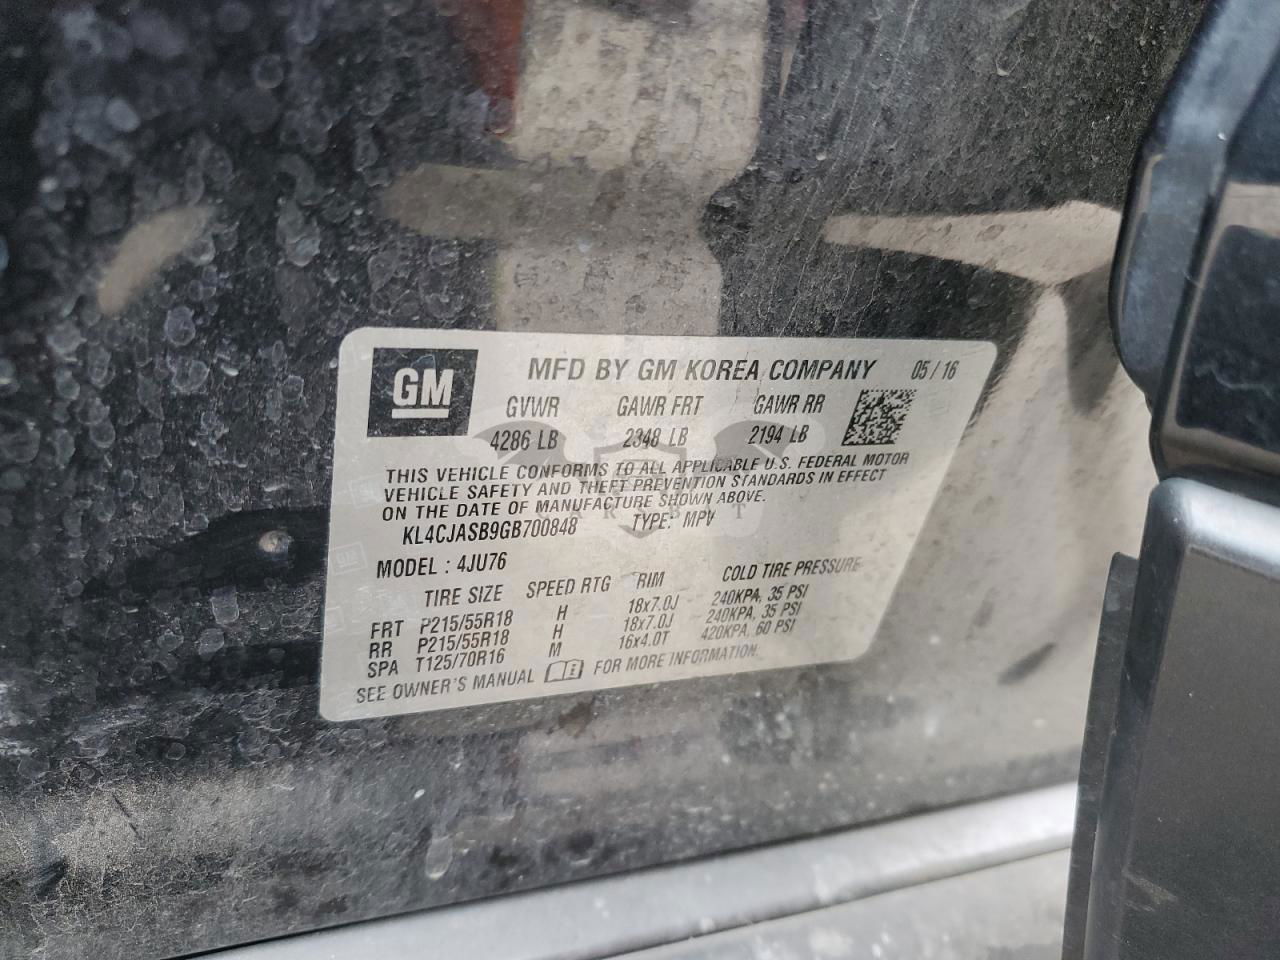 GM
MFD BY GM KOREA COMPANY 05/16
GVWR GAWR FRT GAWR RR
4286 LB 2348 LB 2194 LB
THIS VEHICLE CONFORMS TO ALL APPLICABLE U.S. FEDERAL MOTOR
VEHICLE SAFETY AND THEFT PREVENTION STANDARDS IN EFFECT
ON THE DATE OF MANUFACTURE SHOWN ABOVE.
KL4CJASB9GB700848 TYPE: MPV
MODEL : 4JU76
TIRE SIZE SPEED RTG RIM COLD TIRE PRESSURE
FRT P215/55R18 H 18x7.0J 240KPA, 35 PSI
RR P215/55R18 H 18x7.0J 240KPA, 35 PSI
SPA T125/70R16 M 16x4.0T 420KPA, 60 PSI
SEE OWNER'S MANUAL FOR MORE INFORMATION.